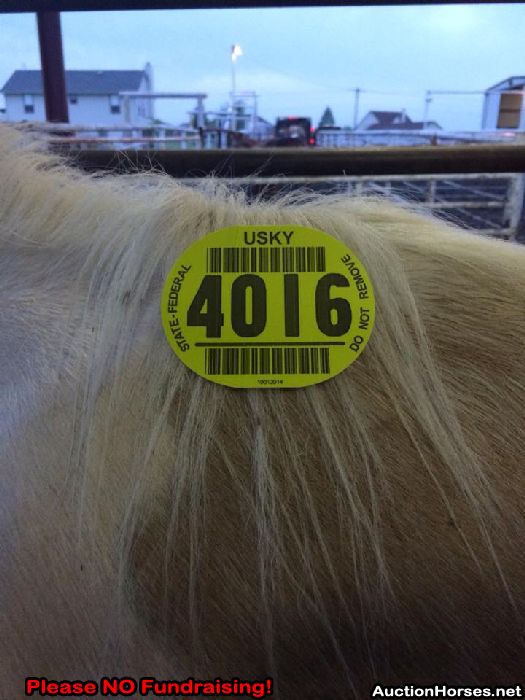 USKY
STATE-FEDERAL
4016
DO NOT REMOVE
Please NO Fundraising!
AuctionHorses.net